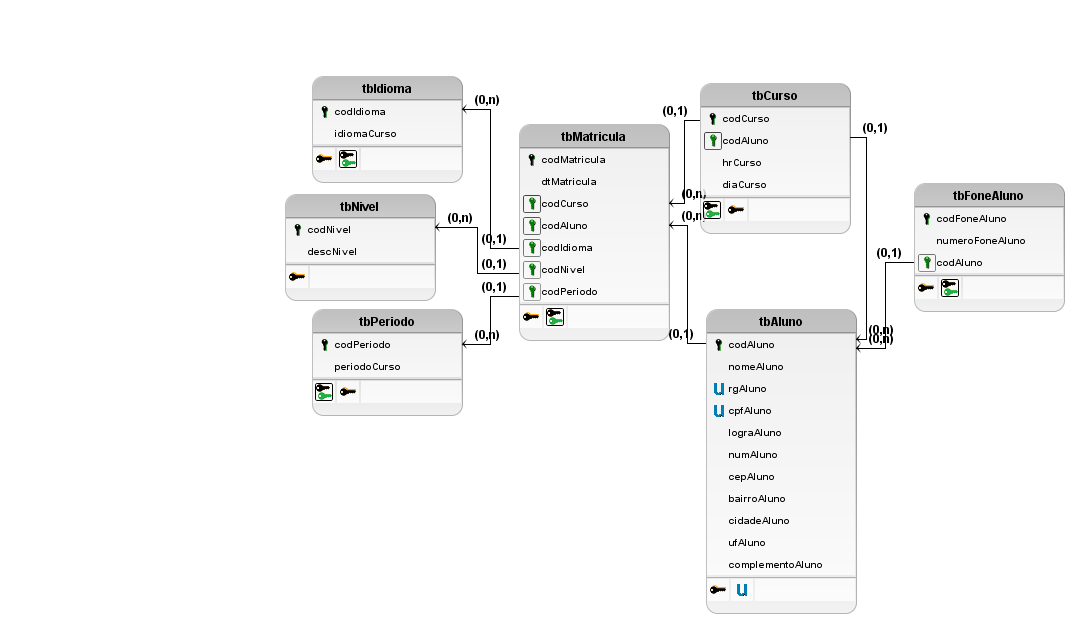 tbIdioma
codIdioma
idiomaCurso
(0,n)
tbNivel
codNivel
descNivel
(0,n)
tbPeriodo
codPeriodo
periodoCurso
(0,n)
(0,1)
(0,1)
(0,1)
tbMatricula
codMatricula
dtMatricula
codCurso
codAluno
codIdioma
codNivel
codPeriodo
(0,1)
(0,n)
(0,n)
(0,1)
tbCurso
codCurso
codAluno
hrCurso
diaCurso
(0,1)
tbFoneAluno
codFoneAluno
numeroFoneAluno
codAluno
(0,1)
(0,n)
(0,n)
tbAluno
codAluno
nomeAluno
U rgAluno
U cpfAluno
lograAluno
numAluno
cepAluno
bairroAluno
cidadeAluno
ufAluno
complementoAluno
U